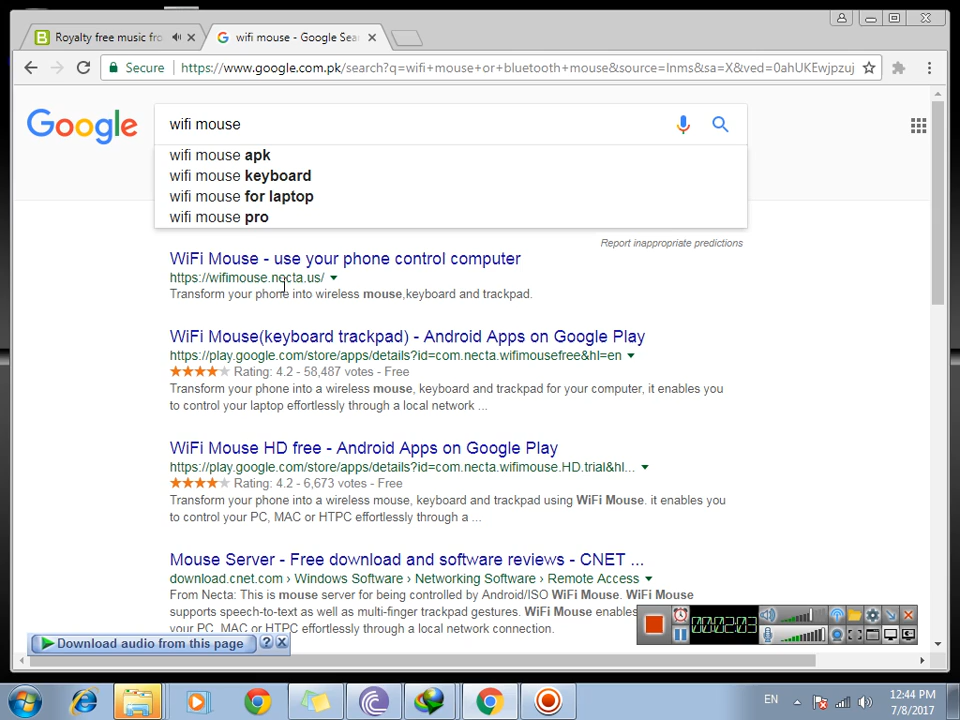 Royalty free music fro
wifi mouse - Google Sea
Secure
https://www.google.com.pk/search?q=wifi+mouse+or+bluetooth+mouse&source=lnms&sa=X&ved=0ahUKEwjpzuj
Google
wifi mouse
wifi mouse apk
wifi mouse keyboard
wifi mouse for laptop
wifi mouse pro
Report inappropriate predictions
WiFi Mouse - use your phone control computer
https://wifimouse.necta.us/
Transform your phone into wireless mouse,keyboard and trackpad.
WiFi Mouse(keyboard trackpad) - Android Apps on Google Play
https://play.google.com/store/apps/details?id=com.necta.wifimousefree&hl=en
Rating: 4.2 - 58,487 votes - Free
Transform your phone into a wireless mouse, keyboard and trackpad for your computer, it enables you
to control your laptop effortlessly through a local network ...
WiFi Mouse HD free - Android Apps on Google Play
https://play.google.com/store/apps/details?id=com.necta.wifimouse.HD.trial&hl...
Rating: 4.2 - 6,673 votes - Free
Transform your phone into a wireless mouse, keyboard and trackpad using WiFi Mouse. it enables you
to control your PC, MAC or HTPC effortlessly through a ...
Mouse Server - Free download and software reviews - CNET ...
download.cnet.com › Windows Software › Networking Software › Remote Access
From Necta: This is mouse server for being controlled by Android/ISO WiFi Mouse. WiFi Mouse
supports speech-to-text as well as multi-finger trackpad gestures. WiFi Mouse enables
your PC, MAC or HTPC through a local network connection.
00:02:03
Download audio from this page
?
EN
12:44 PM
7/8/2017